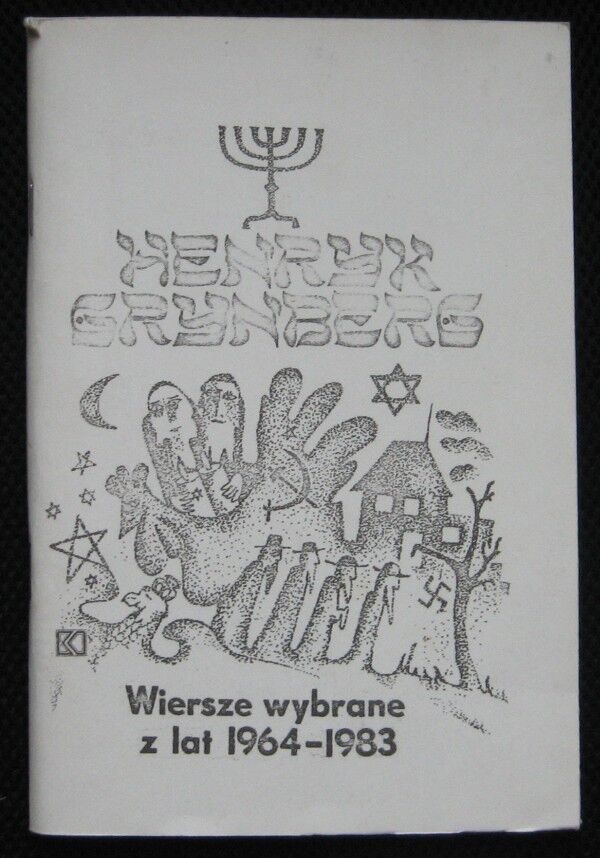 HENRYK
GRYNBERG
Wiersze wybrane
z lat 1964-1983